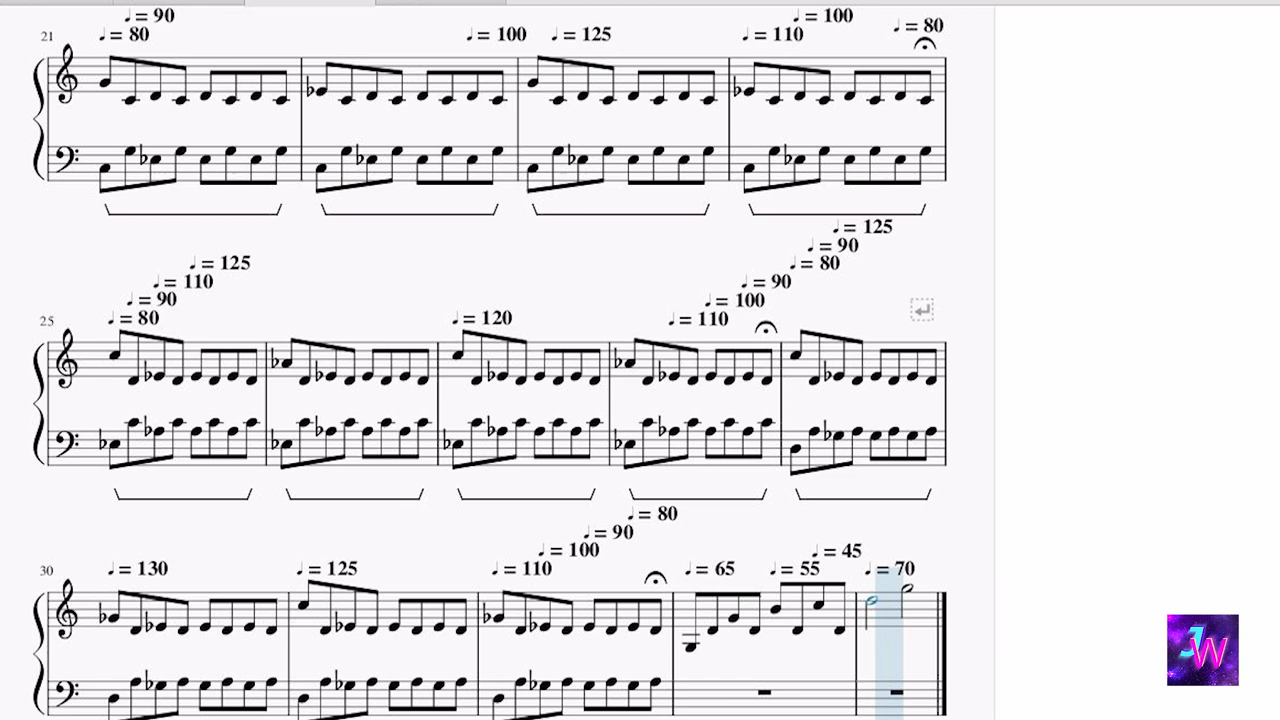 ♩= 90
21 ♩= 80 ♩= 100 ♩= 125 ♩= 110 ♩= 100 ♩= 80
♩= 125
♩= 90
♩= 125 ♩= 80
♩= 110 ♩= 90
♩= 90 ♩= 100
25 ♩= 80 ♩= 120 ♩= 110
♩= 80
♩= 90
♩= 100 ♩= 45
30 ♩= 130 ♩= 125 ♩= 110 ♩= 65 ♩= 55 ♩= 70
JW